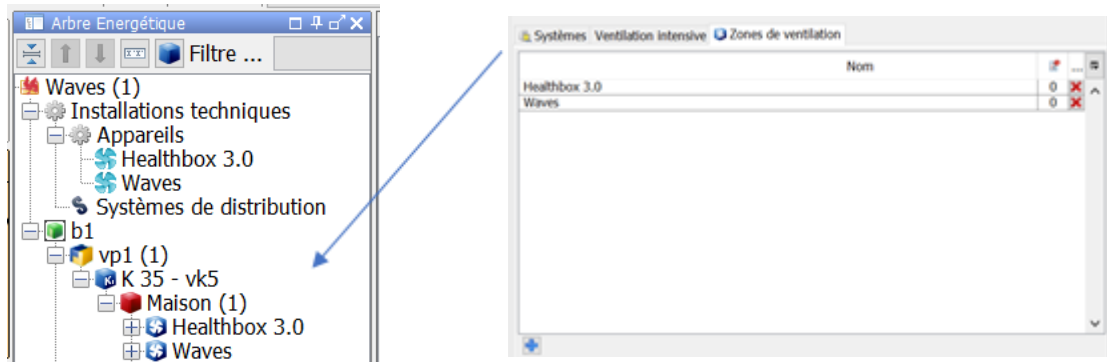 Arbre Energétique
Filtre ...
Waves (1)
Installations techniques
Appareils
Healthbox 3.0
Waves
Systèmes de distribution
b1
vp1 (1)
K 35 - vk5
Maison (1)
Healthbox 3.0
Waves
Systèmes Ventilation intensive Zones de ventilation
Nom ...
Healthbox 3.0 0
Waves 0